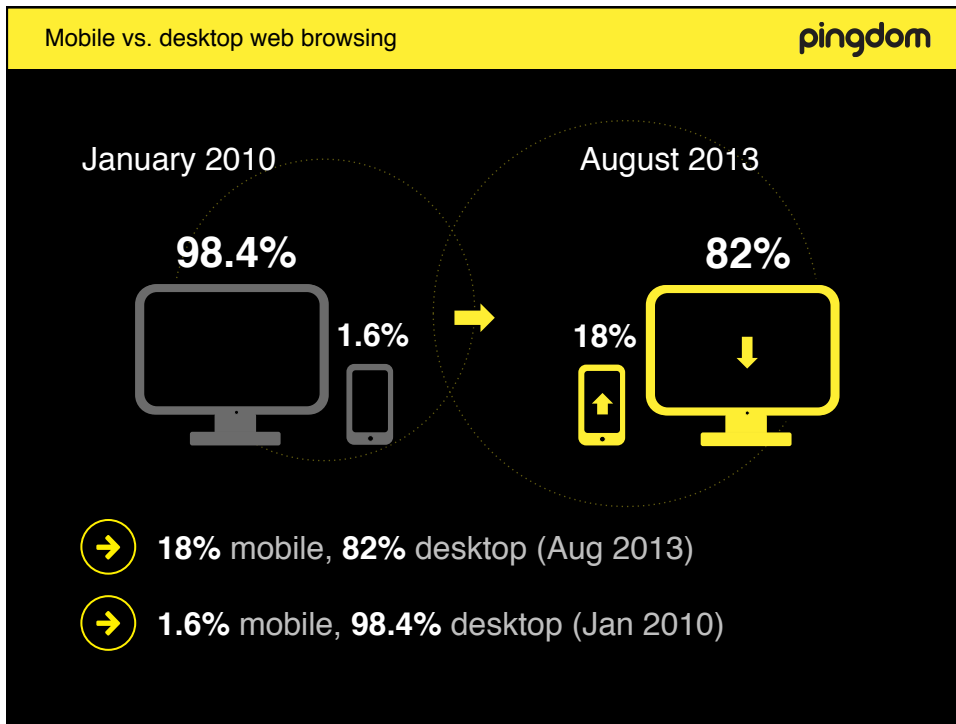 Mobile vs. desktop web browsing
pingdom
January 2010
August 2013
98.4%
82%
1.6%
18%
18% mobile, 82% desktop (Aug 2013)
1.6% mobile, 98.4% desktop (Jan 2010)